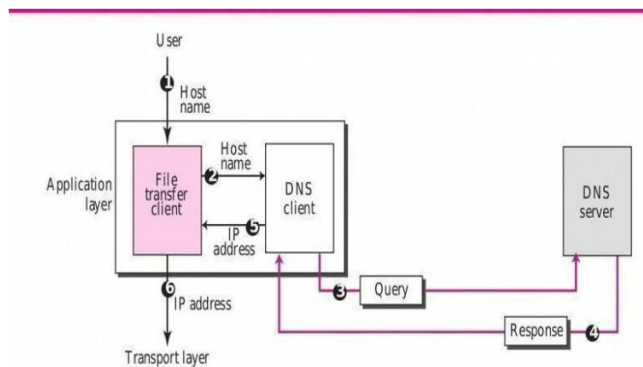 User
1
Host
name
Application
layer
File
transfer
client
2
Host
name
DNS
client
5
IP
address
DNS
server
6
IP address
3
Query
Response
4
Transport layer